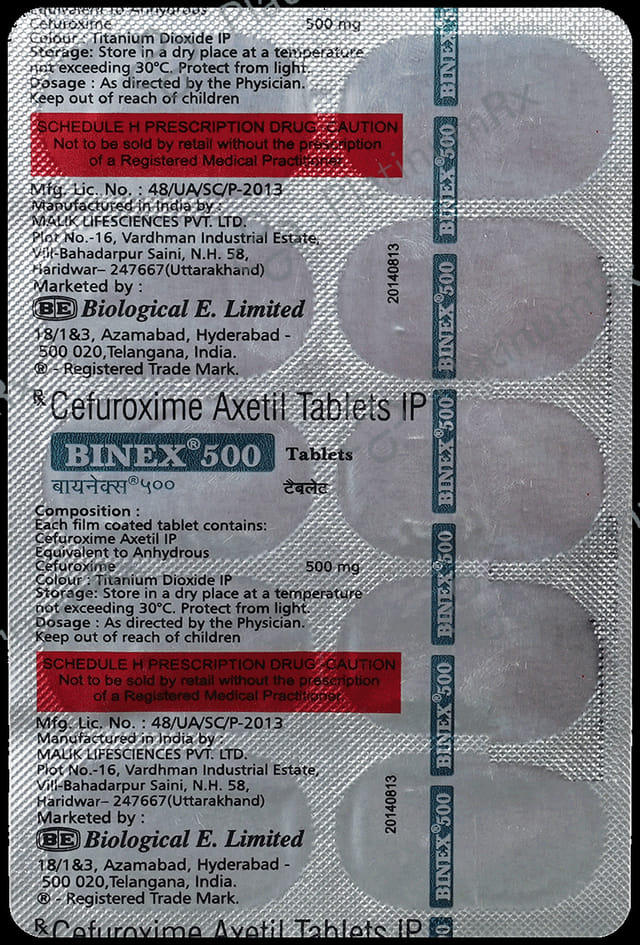 Equivalent to Anhydrous
Cefuroxime 500 mg
Colour : Titanium Dioxide IP
Storage: Store in a dry place at a temperature
not exceeding 30°C. Protect from light.
Dosage : As directed by the Physician.
Keep out of reach of children
SCHEDULE H PRESCRIPTION DRUG -CAUTION
Not to be sold by retail without the prescription
of a Registered Medical Practitioner.
Mfg. Lic. No. : 48/UA/SC/P-2013
Manufactured in India by :
MALIK LIFESCIENCES PVT. LTD.
Plot No.-16, Vardhman Industrial Estate,
Vill-Bahadarpur Saini, N.H. 58,
Haridwar– 247667(Uttarakhand)
Marketed by :
BE Biological E. Limited
18/1&3, Azamabad, Hyderabad -
500 020,Telangana, India.
® - Registered Trade Mark.
℞ Cefuroxime Axetil Tablets IP
BINEX® 500 Tablets
बायनेक्स® ५०० टैबलेट
Composition :
Each film coated tablet contains:
Cefuroxime Axetil IP
Equivalent to Anhydrous
Cefuroxime 500 mg
Colour : Titanium Dioxide IP
Storage: Store in a dry place at a temperature
not exceeding 30°C. Protect from light.
Dosage : As directed by the Physician.
Keep out of reach of children
SCHEDULE H PRESCRIPTION DRUG -CAUTION
Not to be sold by retail without the prescription
of a Registered Medical Practitioner.
Mfg. Lic. No. : 48/UA/SC/P-2013
Manufactured in India by :
MALIK LIFESCIENCES PVT. LTD.
Plot No.-16, Vardhman Industrial Estate,
Vill-Bahadarpur Saini, N.H. 58,
Haridwar– 247667(Uttarakhand)
Marketed by :
BE Biological E. Limited
18/1&3, Azamabad, Hyderabad -
500 020,Telangana, India.
® - Registered Trade Mark.
℞ Cefuroxime Axetil Tablets IP
20140813
20140813
BINEX
BINEX® 500
BINEX® 500
BINEX® 500
BINEX® 500
BINEX® 500
BINEX® 500
PlatinumRx